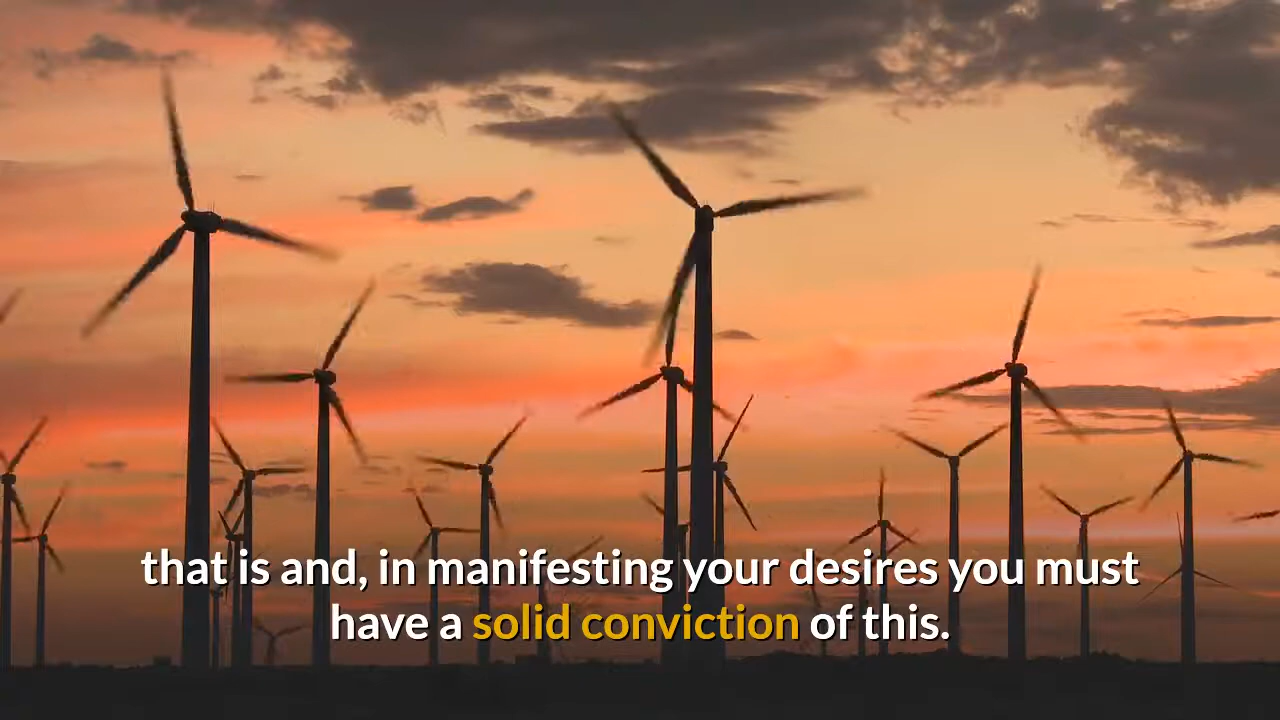 that is and, in manifesting your desires you must
have a solid conviction of this.